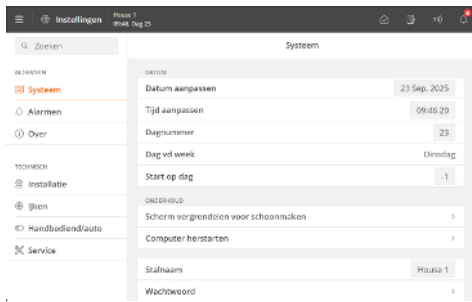 Instellingen
House 1
09:46, Dag 23
Zoeken
Systeem
ALGEMEEN
Systeem
Alarmen
Over
TECHNISCH
Installatie
Ijken
Handbediend/auto
Service
DATUM
Datum aanpassen 23 Sep. 2025
Tijd aanpassen 09:46:20
Dagnummer 23
Dag vd week Dinsdag
Start op dag -1
ONDERHOUD
Scherm vergrendelen voor schoonmaken
Computer herstarten
Stalnaam House 1
Wachtwoord